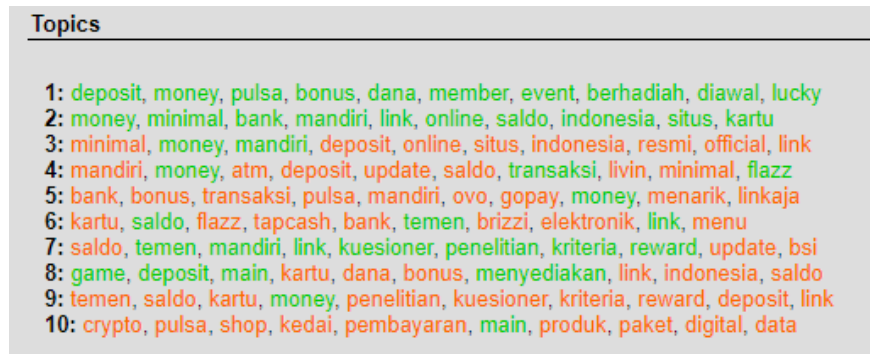 Topics
1: deposit, money, pulsa, bonus, dana, member, event, berhadiah, diawal, lucky
2: money, minimal, bank, mandiri, link, online, saldo, indonesia, situs, kartu
3: minimal, money, mandiri, deposit, online, situs, indonesia, resmi, official, link
4: mandiri, money, atm, deposit, update, saldo, transaksi, livin, minimal, flazz
5: bank, bonus, transaksi, pulsa, mandiri, ovo, gopay, money, menarik, linkaja
6: kartu, saldo, flazz, tapcash, bank, temen, brizzi, elektronik, link, menu
7: saldo, temen, mandiri, link, kuesioner, penelitian, kriteria, reward, update, bsi
8: game, deposit, main, kartu, dana, bonus, menyediakan, link, indonesia, saldo
9: temen, saldo, kartu, money, penelitian, kuesioner, kriteria, reward, deposit, link
10: crypto, pulsa, shop, kedai, pembayaran, main, produk, paket, digital, data